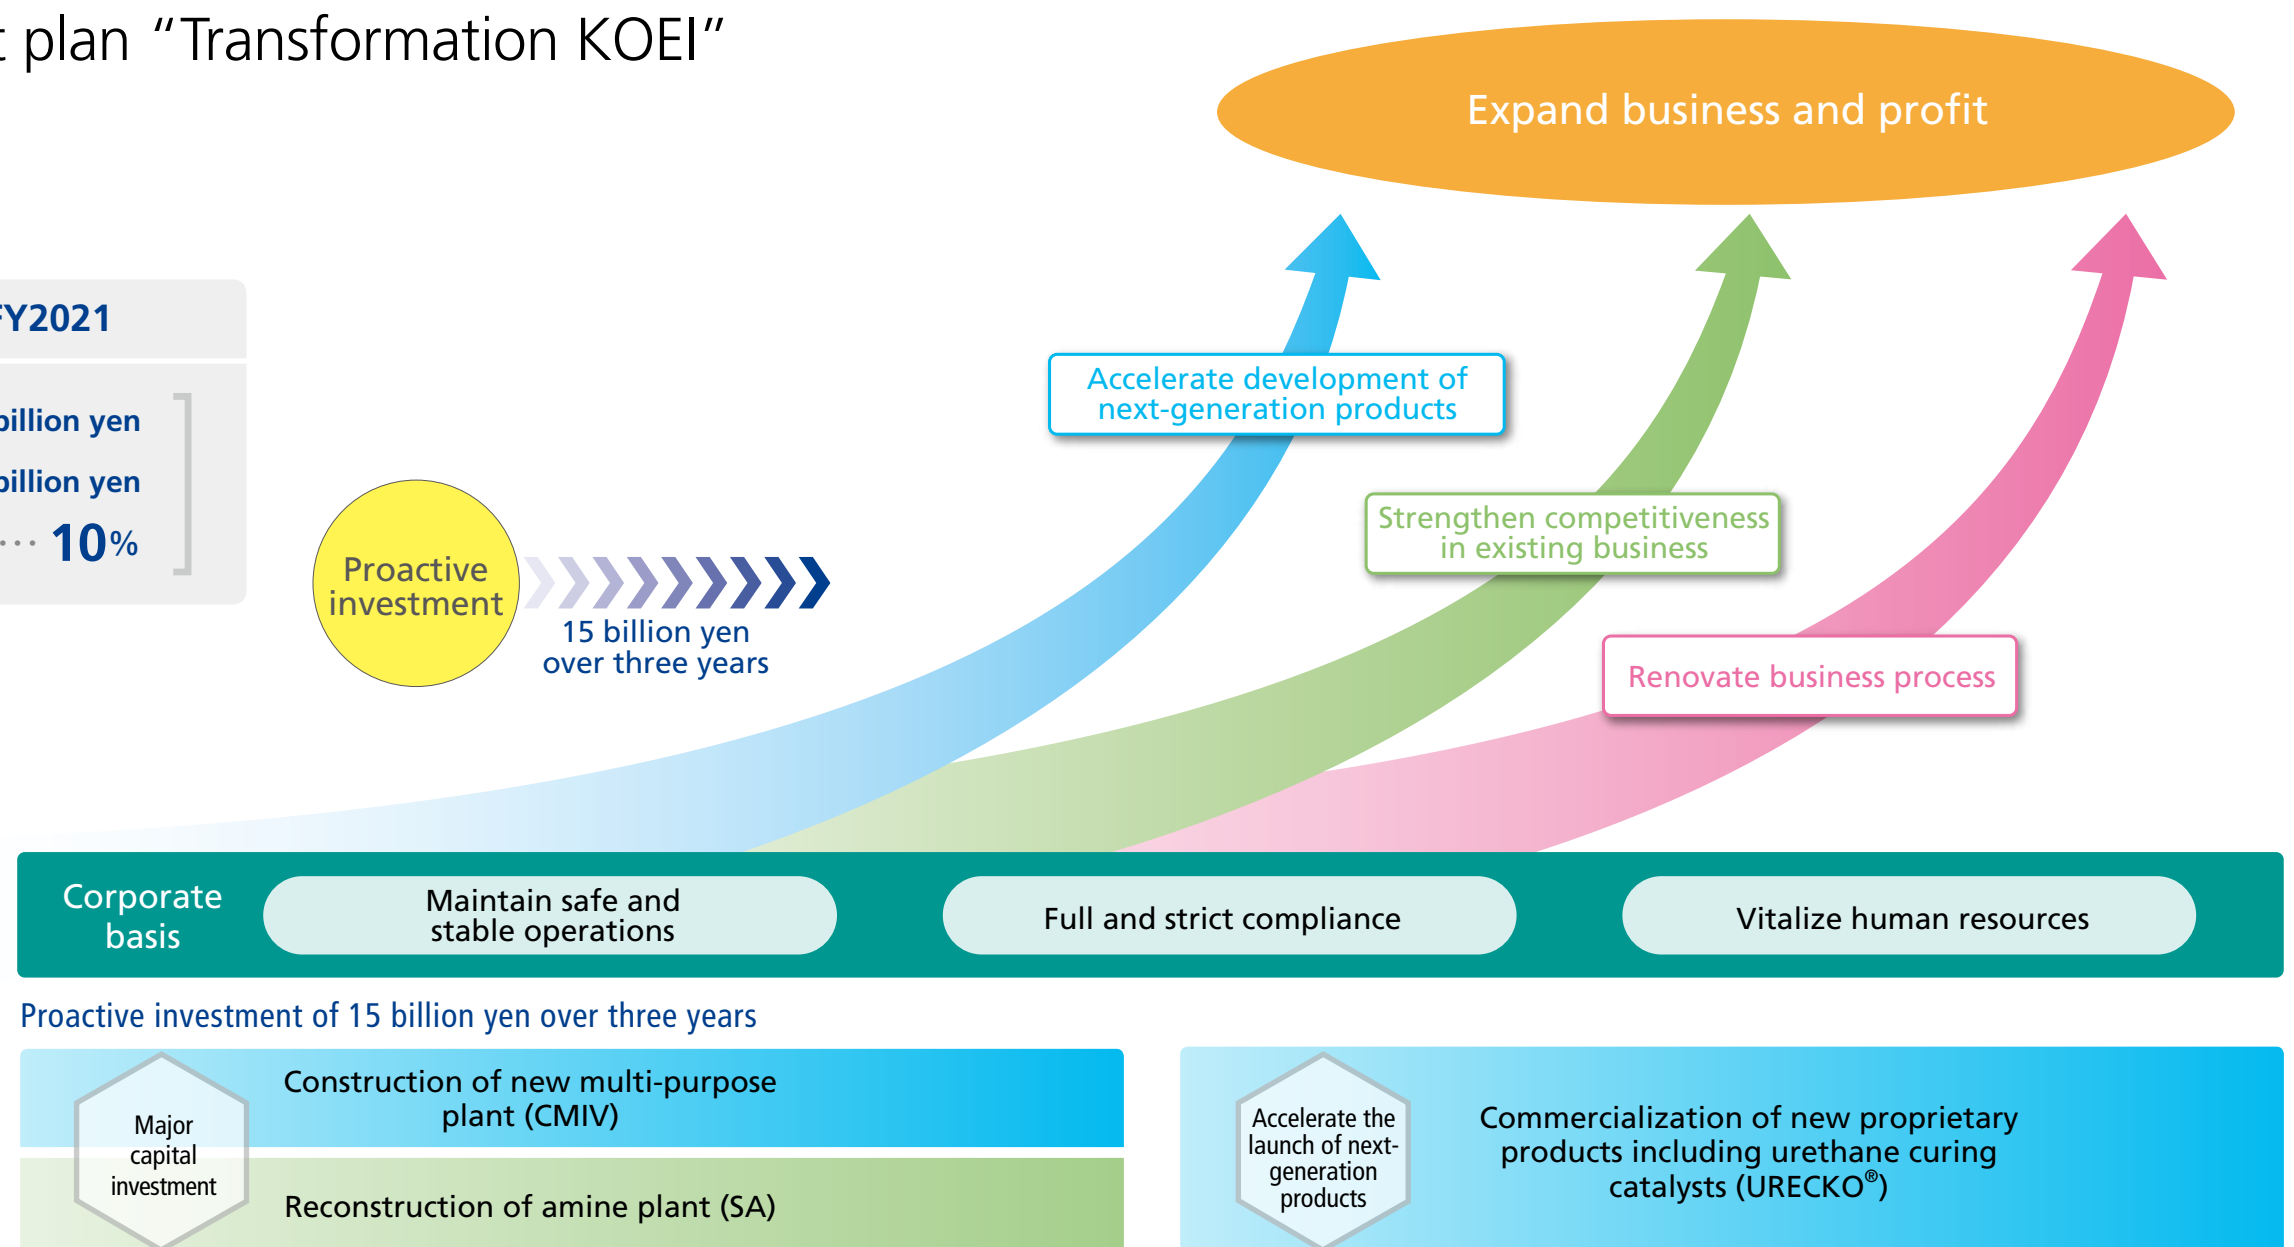 plan “Transformation KOEI”
Expand business and profit
FY2021
billion yen
billion yen
··· 10%
Proactive
investment
15 billion yen
over three years
Accelerate development of
next-generation products
Strengthen competitiveness
in existing business
Renovate business process
Corporate
basis
Maintain safe and
stable operations
Full and strict compliance
Vitalize human resources
Proactive investment of 15 billion yen over three years
Major
capital
investment
Construction of new multi-purpose
plant (CMIV)
Reconstruction of amine plant (SA)
Accelerate the
launch of next-
generation
products
Commercialization of new proprietary
products including urethane curing
catalysts (URECKO®)